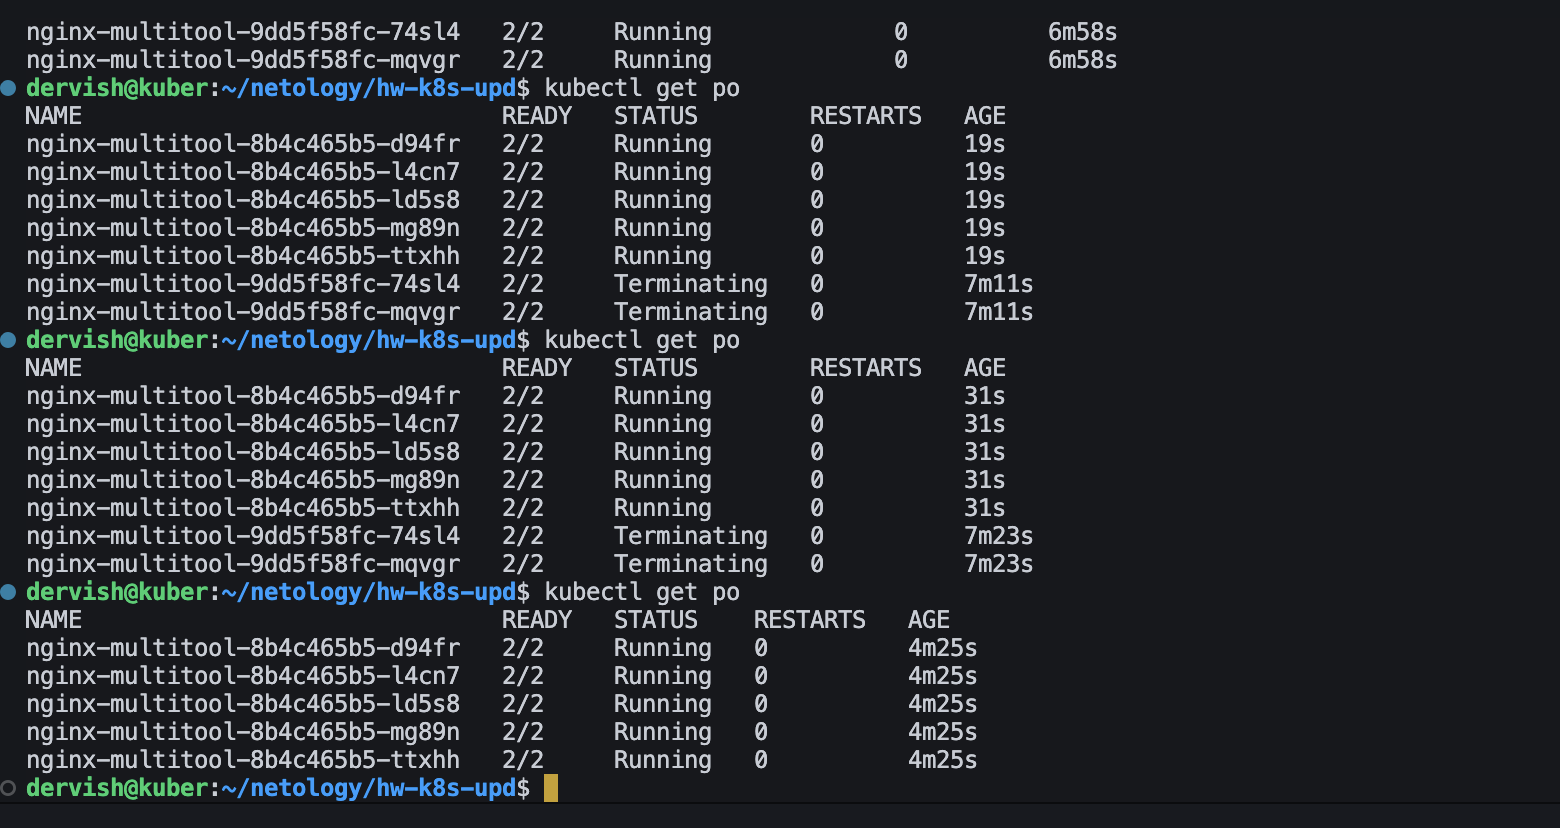 nginx-multitool-9dd5f58fc-74sl4   2/2     Running             0          6m58s
nginx-multitool-9dd5f58fc-mqvgr   2/2     Running             0          6m58s
dervish@kuber:~/netology/hw-k8s-upd$ kubectl get po
NAME                              READY   STATUS        RESTARTS   AGE
nginx-multitool-8b4c465b5-d94fr   2/2     Running       0          19s
nginx-multitool-8b4c465b5-l4cn7   2/2     Running       0          19s
nginx-multitool-8b4c465b5-ld5s8   2/2     Running       0          19s
nginx-multitool-8b4c465b5-mg89n   2/2     Running       0          19s
nginx-multitool-8b4c465b5-ttxhh   2/2     Running       0          19s
nginx-multitool-9dd5f58fc-74sl4   2/2     Terminating   0          7m11s
nginx-multitool-9dd5f58fc-mqvgr   2/2     Terminating   0          7m11s
dervish@kuber:~/netology/hw-k8s-upd$ kubectl get po
NAME                              READY   STATUS        RESTARTS   AGE
nginx-multitool-8b4c465b5-d94fr   2/2     Running       0          31s
nginx-multitool-8b4c465b5-l4cn7   2/2     Running       0          31s
nginx-multitool-8b4c465b5-ld5s8   2/2     Running       0          31s
nginx-multitool-8b4c465b5-mg89n   2/2     Running       0          31s
nginx-multitool-8b4c465b5-ttxhh   2/2     Running       0          31s
nginx-multitool-9dd5f58fc-74sl4   2/2     Terminating   0          7m23s
nginx-multitool-9dd5f58fc-mqvgr   2/2     Terminating   0          7m23s
dervish@kuber:~/netology/hw-k8s-upd$ kubectl get po
NAME                              READY   STATUS    RESTARTS   AGE
nginx-multitool-8b4c465b5-d94fr   2/2     Running   0          4m25s
nginx-multitool-8b4c465b5-l4cn7   2/2     Running   0          4m25s
nginx-multitool-8b4c465b5-ld5s8   2/2     Running   0          4m25s
nginx-multitool-8b4c465b5-mg89n   2/2     Running   0          4m25s
nginx-multitool-8b4c465b5-ttxhh   2/2     Running   0          4m25s
dervish@kuber:~/netology/hw-k8s-upd$